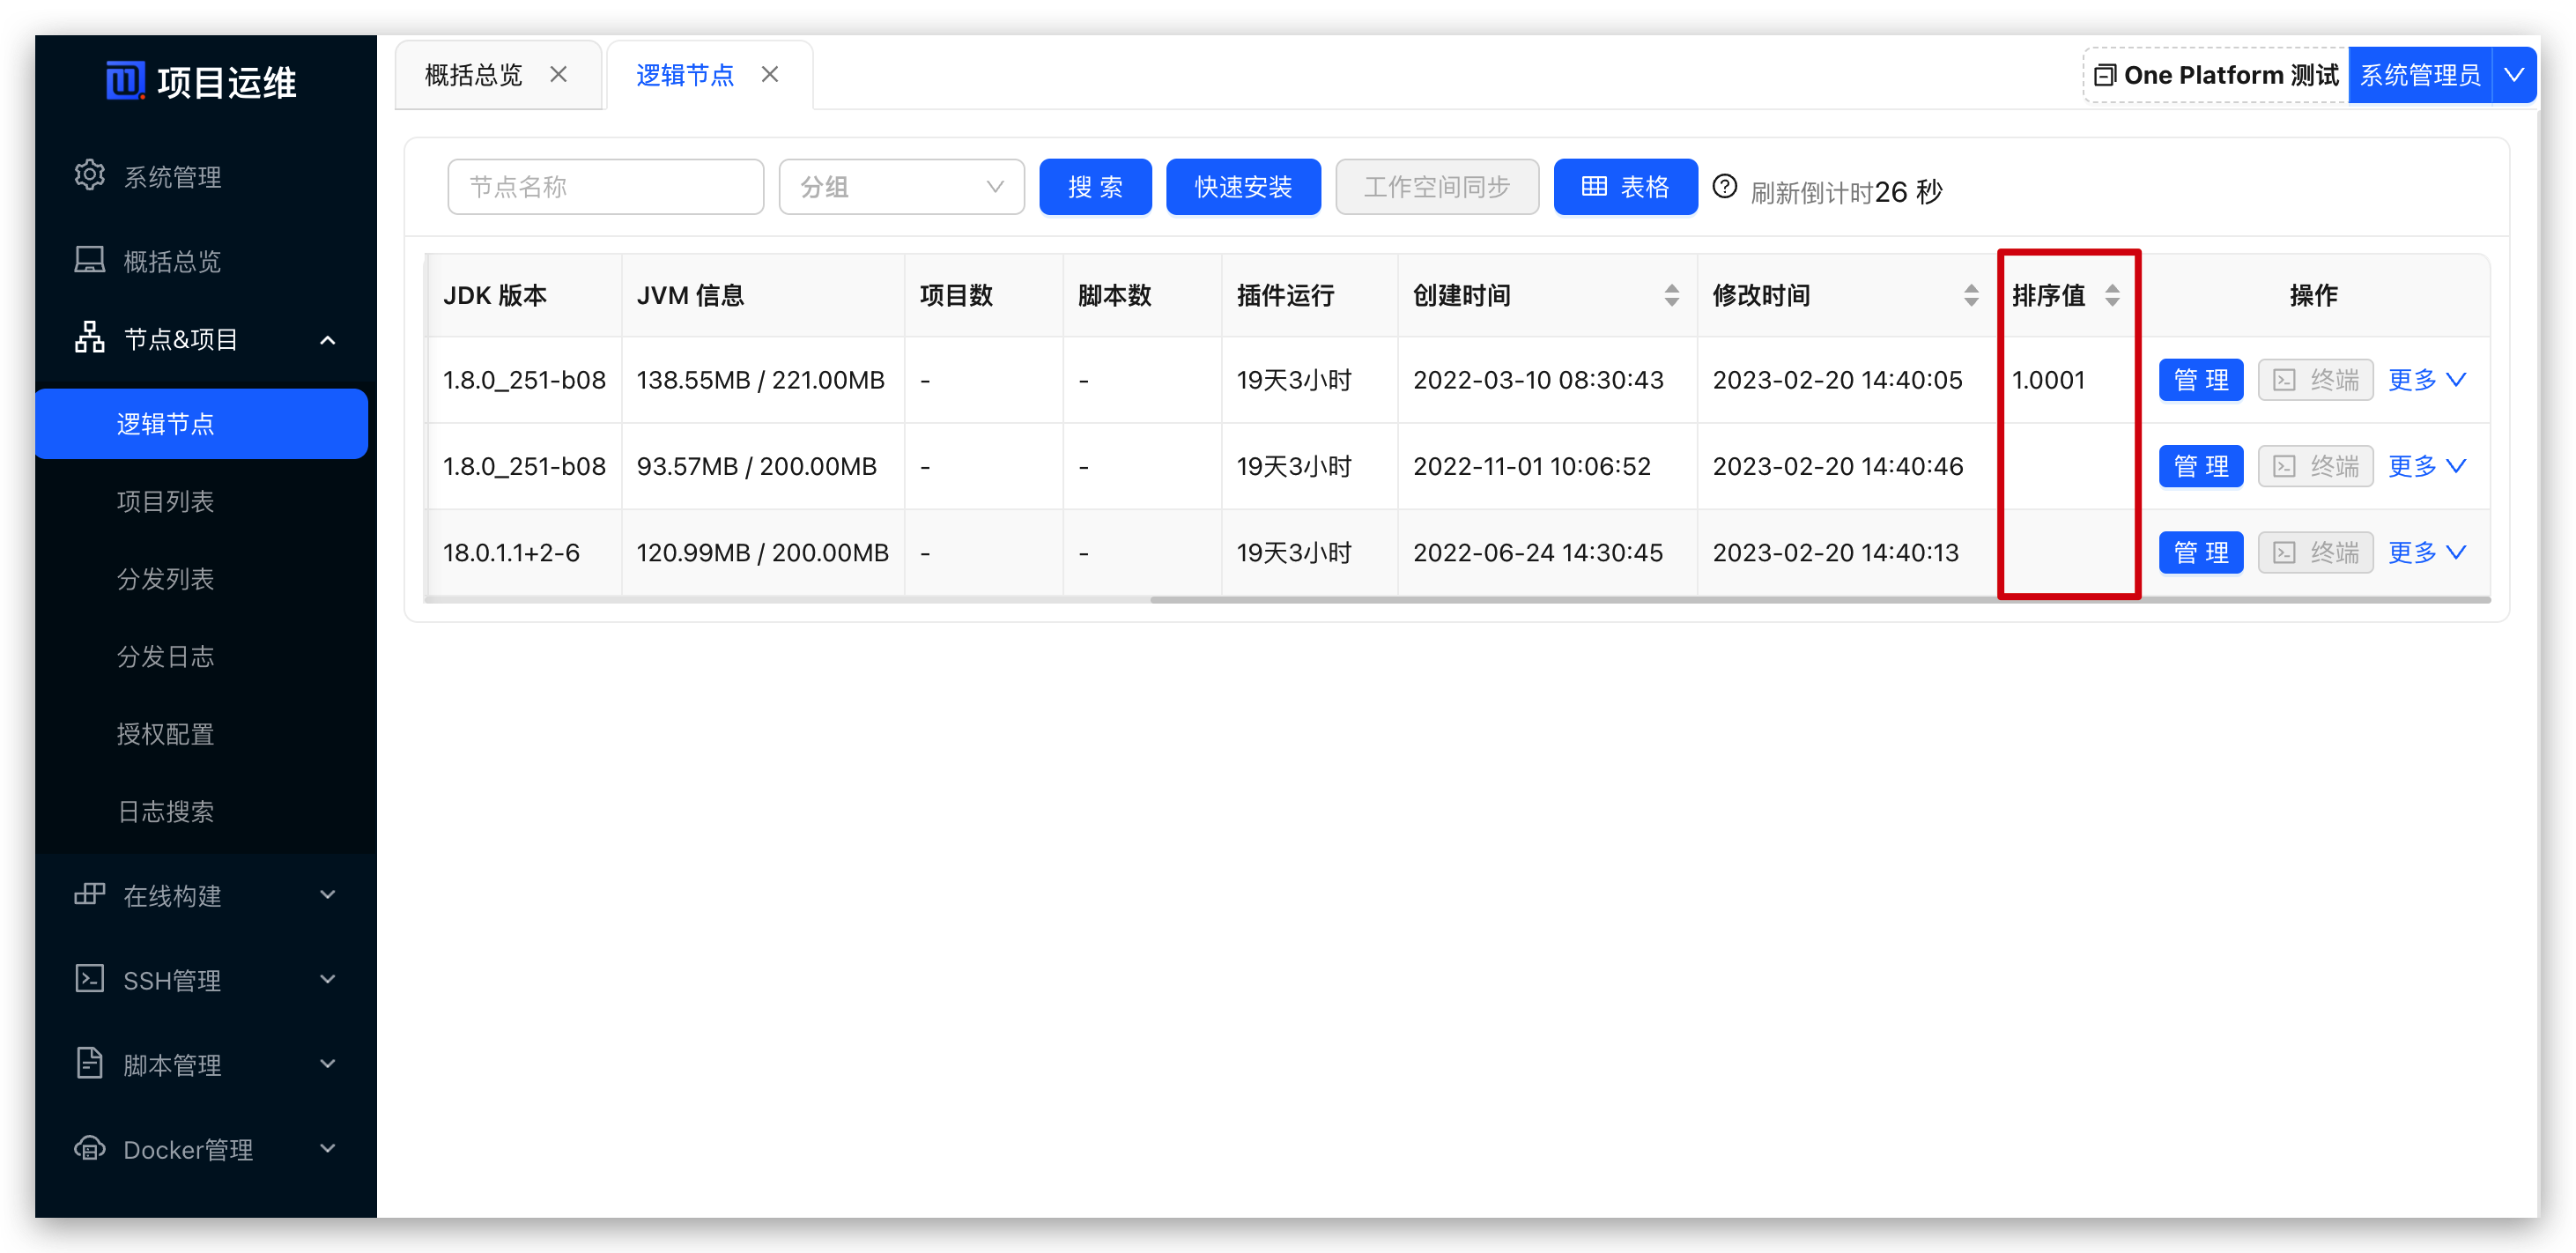 项目运维
系统管理
概括总览
节点&项目
逻辑节点
项目列表
分发列表
分发日志
授权配置
日志搜索
在线构建
SSH管理
脚本管理
Docker管理
概括总览 逻辑节点 One Platform 测试 系统管理员
节点名称 分组 搜 索 快速安装 工作空间同步 表格 刷新倒计时26 秒
JDK 版本 JVM 信息 项目数 脚本数 插件运行 创建时间 修改时间 排序值 操作
1.8.0_251-b08 138.55MB / 221.00MB - - 19天3小时 2022-03-10 08:30:43 2023-02-20 14:40:05 1.0001 管 理 终端 更多
1.8.0_251-b08 93.57MB / 200.00MB - - 19天3小时 2022-11-01 10:06:52 2023-02-20 14:40:46 管 理 终端 更多
18.0.1.1+2-6 120.99MB / 200.00MB - - 19天3小时 2022-06-24 14:30:45 2023-02-20 14:40:13 管 理 终端 更多